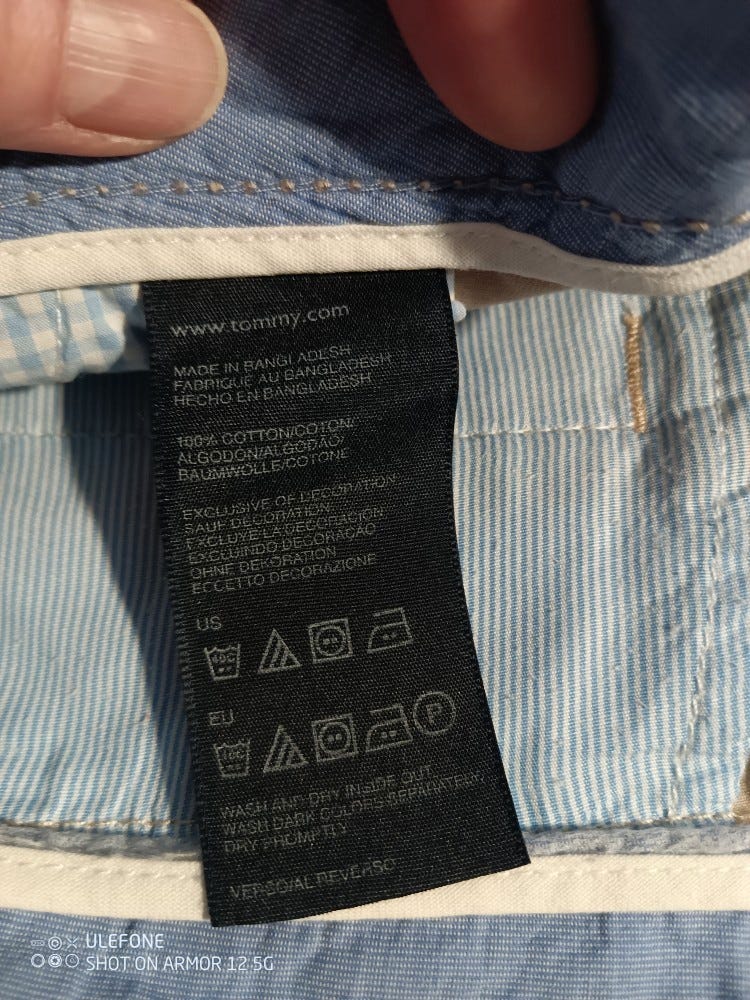 www.tommy.com
MADE IN BANGLADESH
FABRIQUE AU BANGLADESH
HECHO EN BANGLADESH
100% COTTON/COTON/
ALGODON/ALGODÃO/
BAUMWOLLE/COTONE
EXCLUSIVE OF DECORATION
SAUF DECORATION
EXCLUYE LA DECORACION
EXCLUINDO DECORAÇAO
OHNE DEKORATION
ECCETTO DECORAZIONE
US
EU
P
WASH AND DRY INSIDE OUT.
WASH DARK COLORS SEPARATELY.
DRY PROMPTLY
VERSO/AL REVERSO
ULEFONE
SHOT ON ARMOR 12 5G